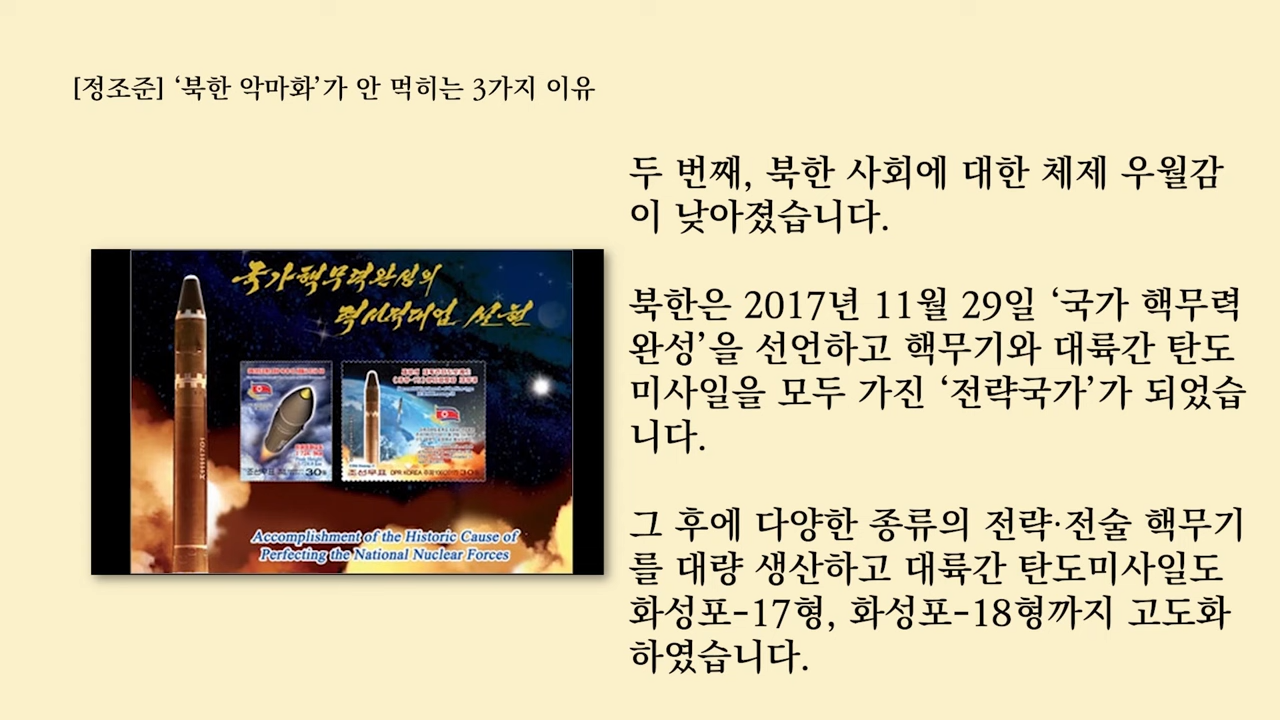 [정조준] ‘북한 악마화’가 안 먹히는 3가지 이유
두 번째, 북한 사회에 대한 체제 우월감
이 낮아졌습니다.
북한은 2017년 11월 29일 ‘국가 핵무력
완성’을 선언하고 핵무기와 대륙간 탄도
미사일을 모두 가진 ‘전략국가’가 되었습
니다.
그 후에 다양한 종류의 전략·전술 핵무기
를 대량 생산하고 대륙간 탄도미사일도
화성포-17형, 화성포-18형까지 고도화
하였습니다.
국가핵무력완성의
력사적대업 실현
조선우표
30원
조선우표 DPR KOREA
Accomplishment of the Historic Cause of
Perfecting the National Nuclear Forces